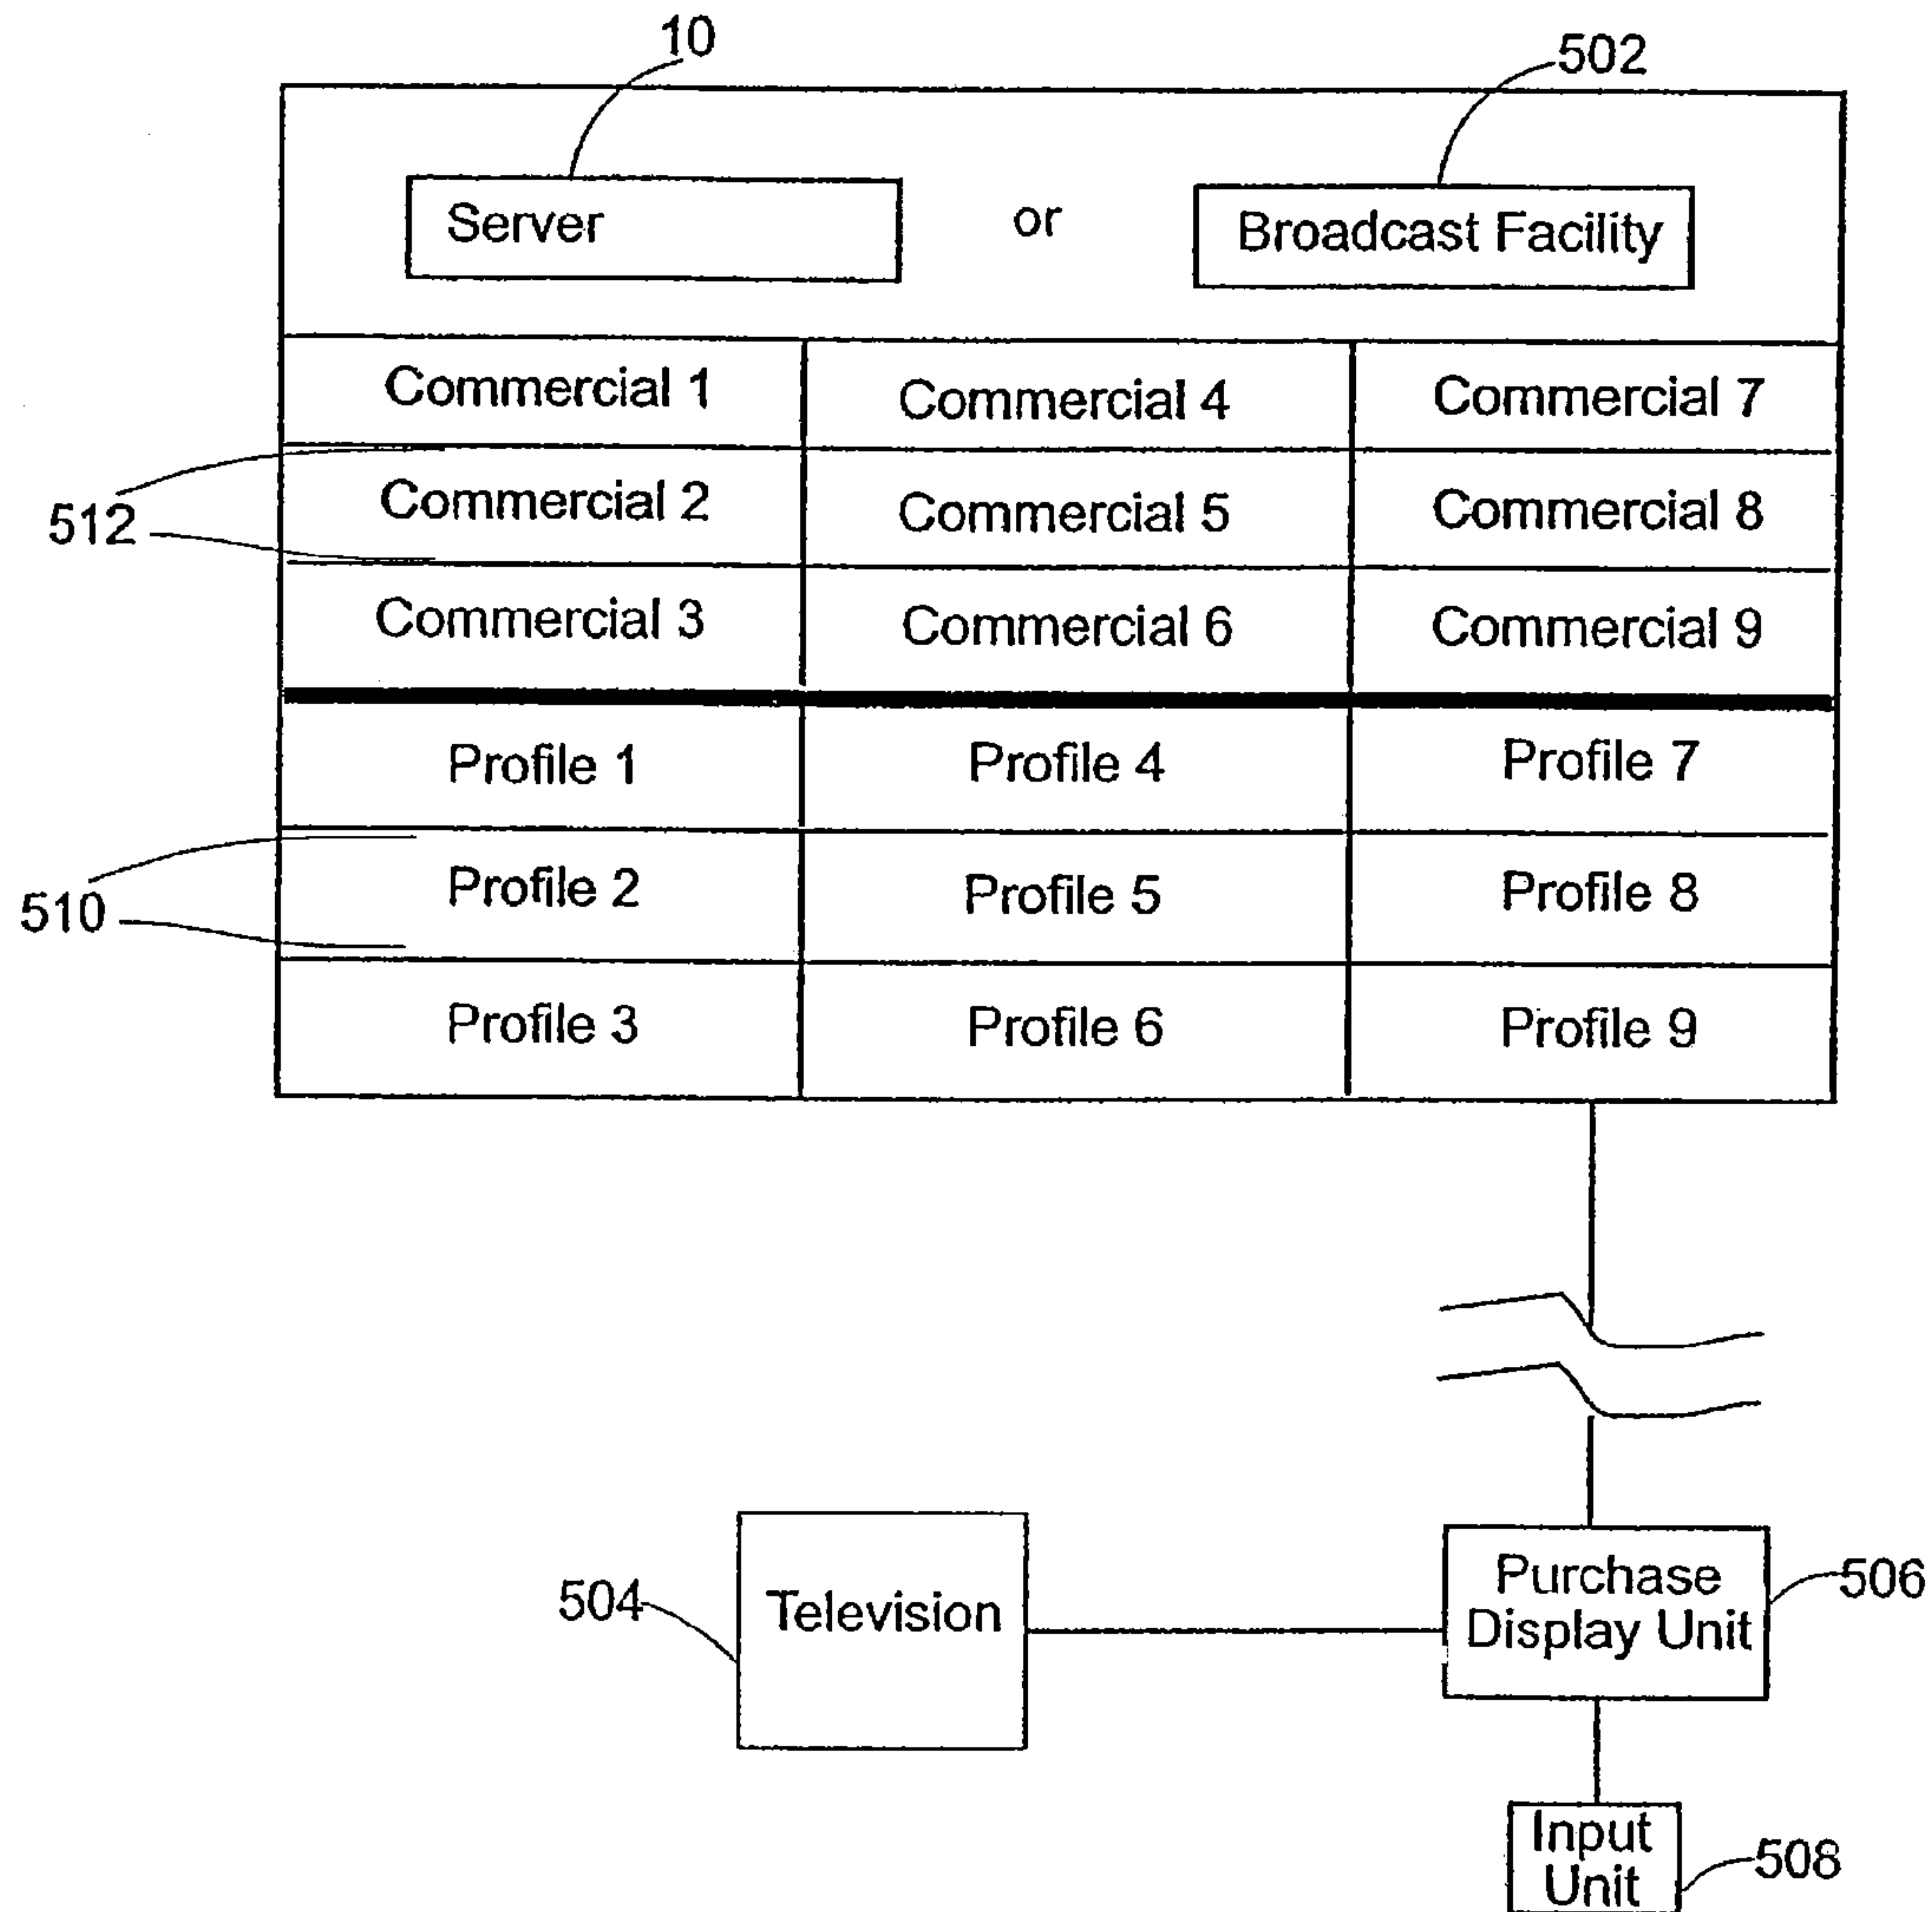 10
502
Server
or
Broadcast Facility
Commercial 1
Commercial 4
Commercial 7
512
Commercial 2
Commercial 5
Commercial 8
Commercial 3
Commercial 6
Commercial 9
Profile 1
Profile 4
Profile 7
510
Profile 2
Profile 5
Profile 8
Profile 3
Profile 6
Profile 9
504
Television
Purchase
Display Unit
506
Input
Unit
508